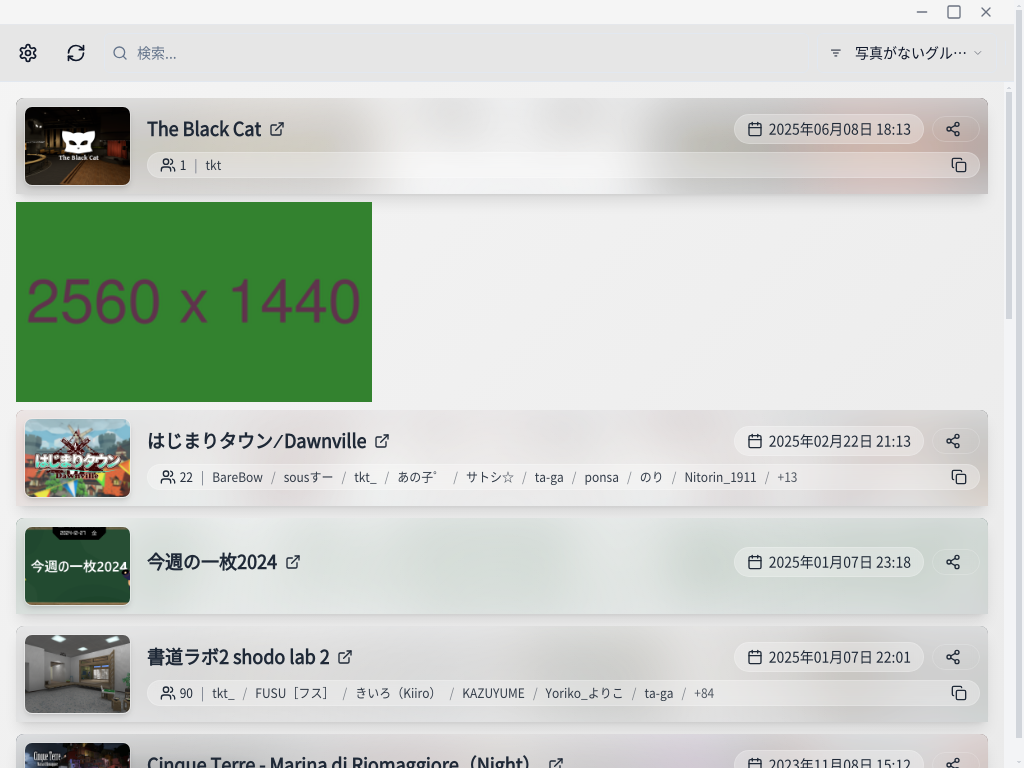 検索...
写真がないグル…
The Black Cat
2025年06月08日 18:13
The Black Cat
1 | tkt
2560 x 1440
はじまりタウン
はじまりタウン⁄Dawnville
2025年02月22日 21:13
22 | BareBow / sousすー / tkt_ / あの子゜ / サトシ☆ / ta-ga / ponsa / のり / Nitorin_1911 / +13
今週の一枚2024
今週の一枚2024
2025年01月07日 23:18
書道ラボ2 shodo lab 2
2025年01月07日 22:01
90 | tkt_ / FUSU［フス］ / きいろ（Kiiro） / KAZUYUME / Yoriko_よりこ / ta-ga / +84
Cinque Terre
Cinque Terre - Marina di Riomaggiore（Night）
2023年11月08日 15:12